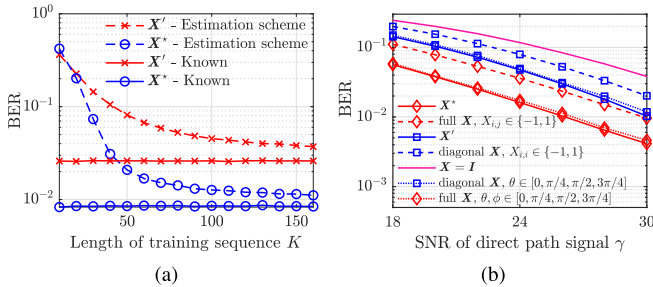 BER
10^0
10^{-1}
10^{-2}
X′ - Estimation scheme
X⋆ - Estimation scheme
X′ - Known
X⋆ - Known
50
100
150
Length of training sequence K
(a)
BER
10^{-1}
10^{-2}
10^{-3}
X⋆
full X, X_{i,j} ∈ {-1, 1}
X′
diagonal X, X_{i,i} ∈ {-1, 1}
X = I
diagonal X, θ ∈ [0, π/4, π/2, 3π/4]
full X, θ, ϕ ∈ [0, π/4, π/2, 3π/4]
18
24
30
SNR of direct path signal γ
(b)